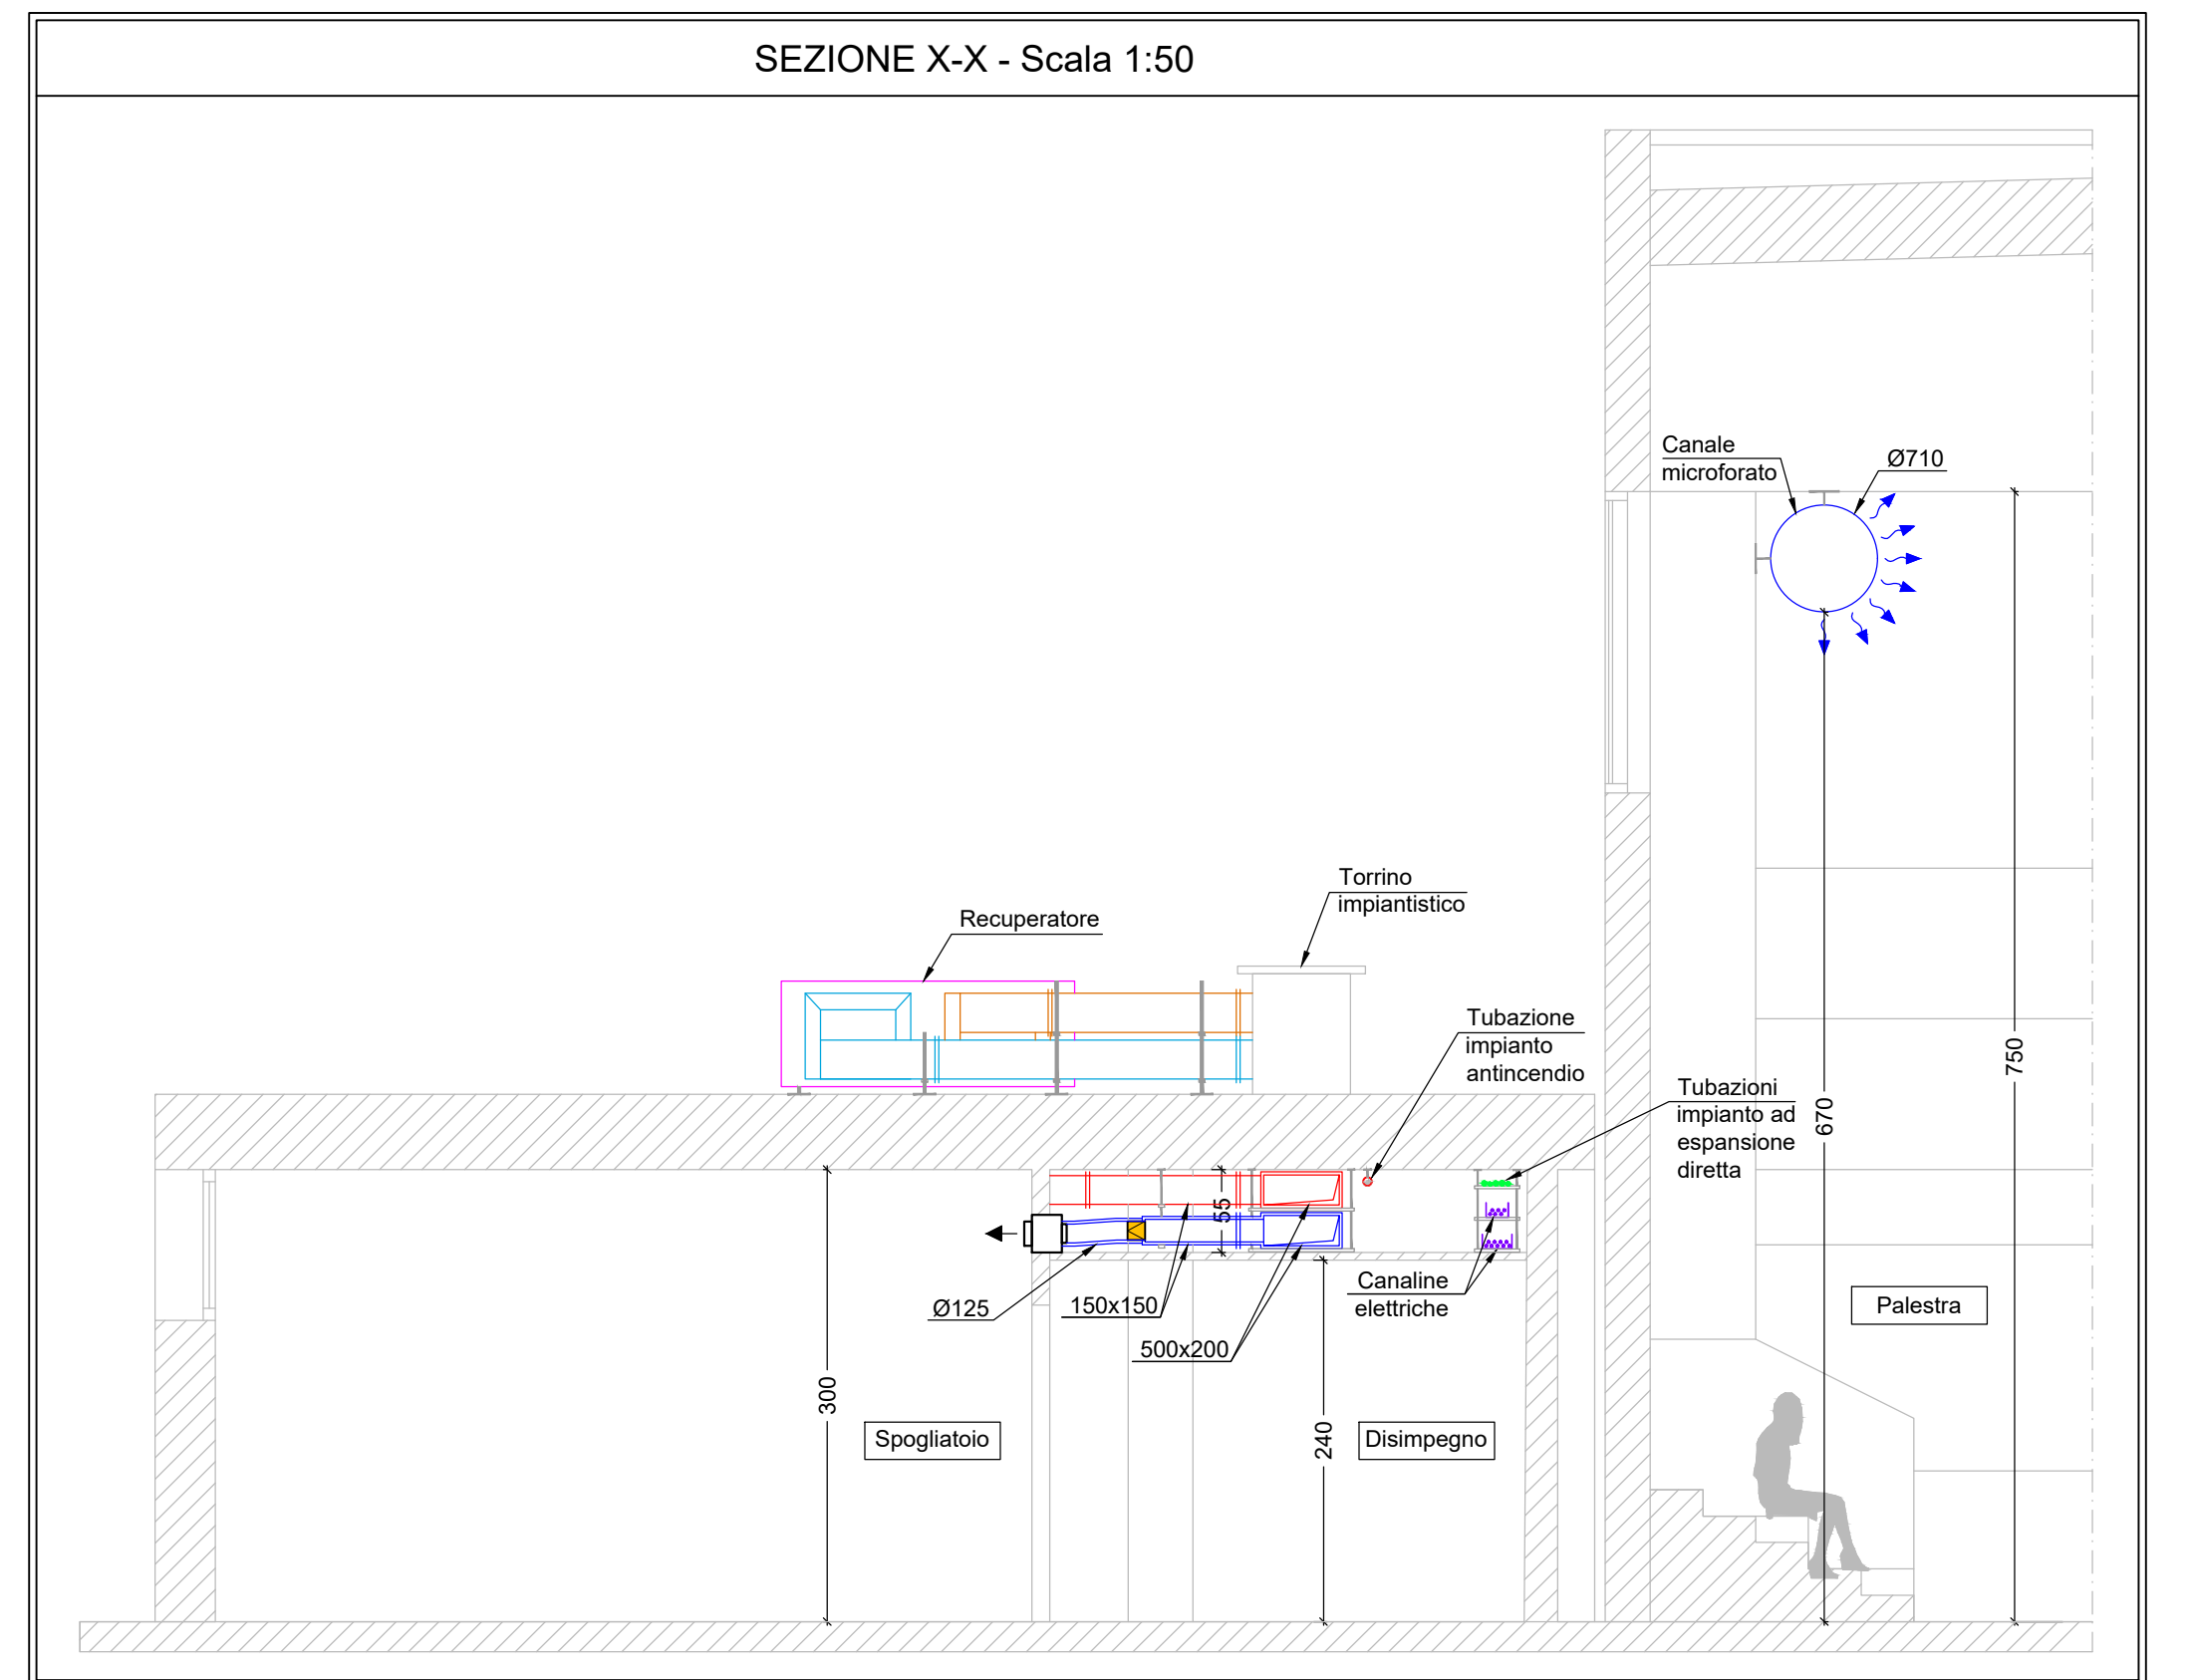 SEZIONE X-X - Scala 1:50
Canale
microforato
Ø710
Torrino
impiantistico
Recuperatore
Tubazione
impianto
antincendio
Tubazioni
impianto ad
espansione
diretta
750
670
55
Canaline
elettriche
Ø125
150x150
500x200
Palestra
300
240
Spogliatoio
Disimpegno